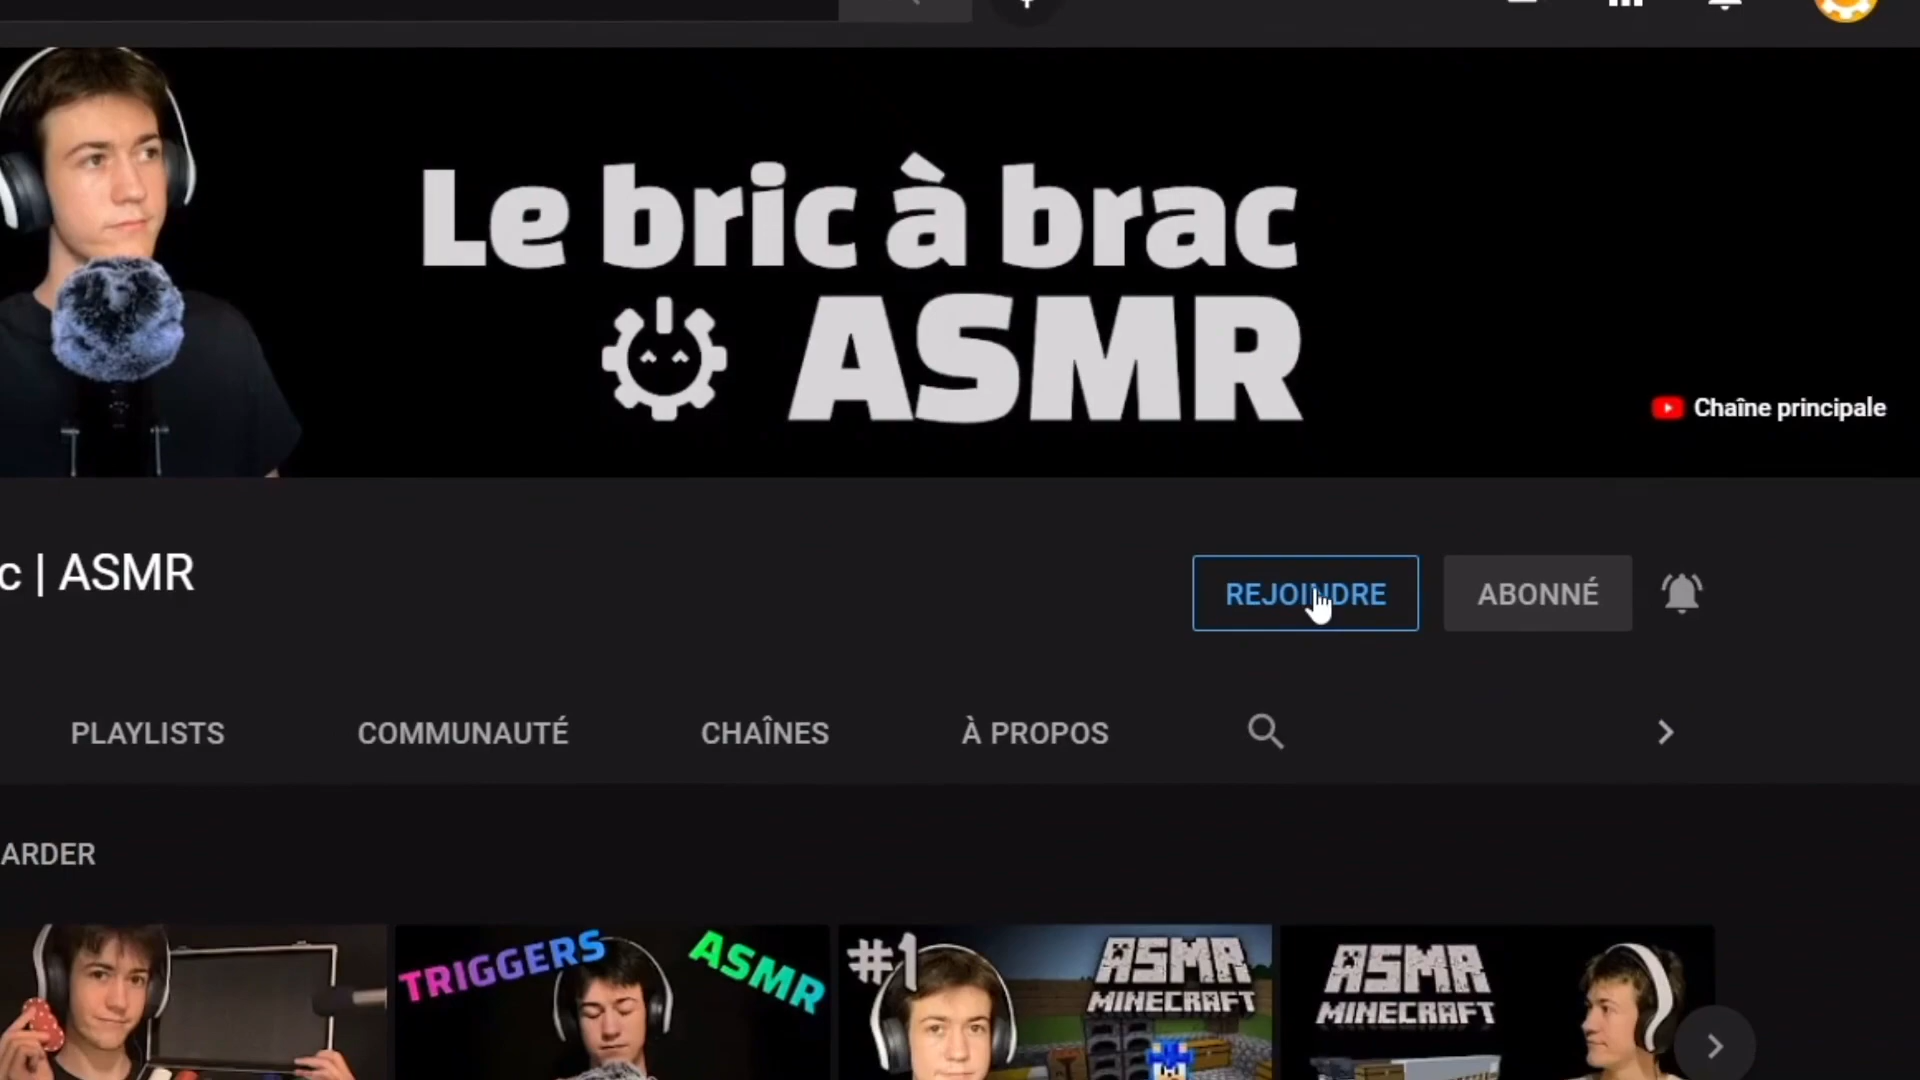 Le bric à brac
ASMR
Chaîne principale
c | ASMR
REJOINDRE
ABONNÉ
PLAYLISTS
COMMUNAUTÉ
CHAÎNES
À PROPOS
ARDER
TRIGGERS
ASMR
#1
ASMR
MINECRAFT
ASMR
MINECRAFT